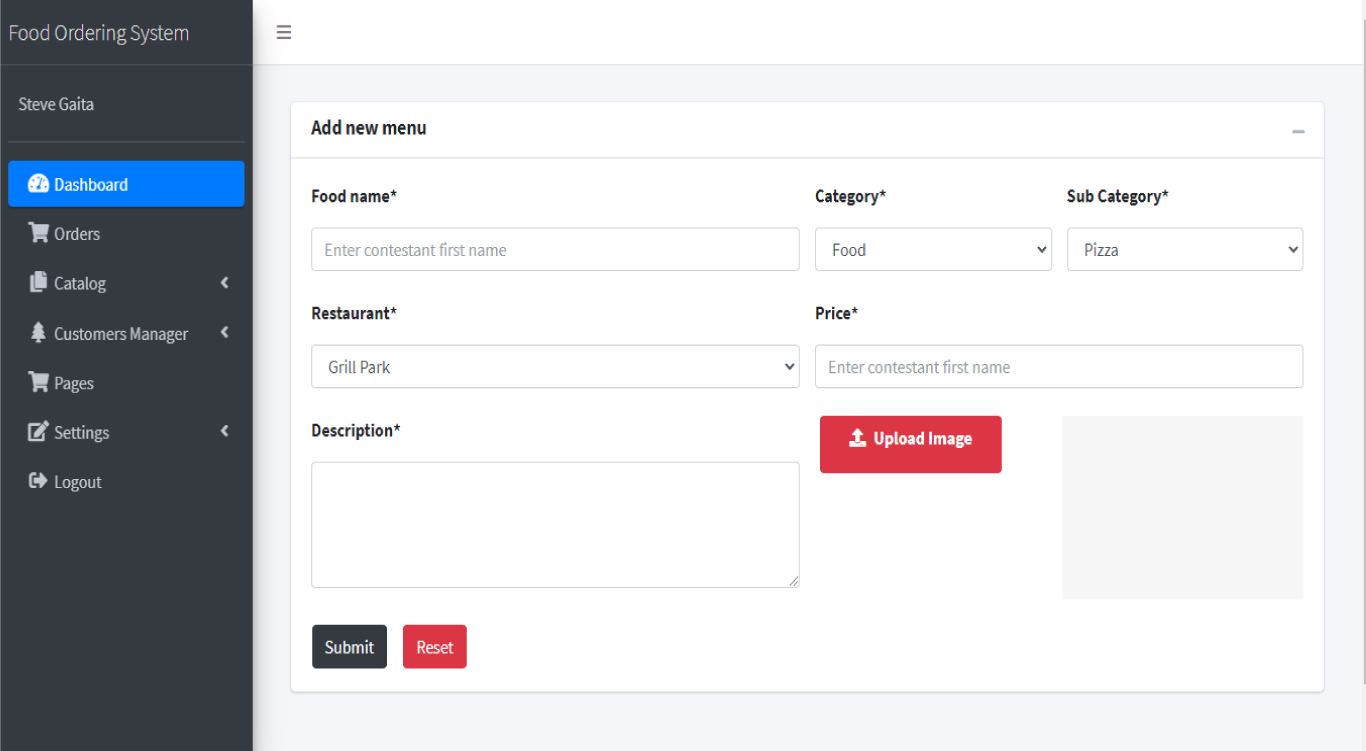 Food Ordering System
Steve Gaita
Dashboard
Orders
Catalog
Customers Manager
Pages
Settings
Logout
Add new menu
Food name* Category* Sub Category*
Enter contestant first name Food Pizza
Restaurant* Price*
Grill Park Enter contestant first name
Description* Upload Image
Submit Reset